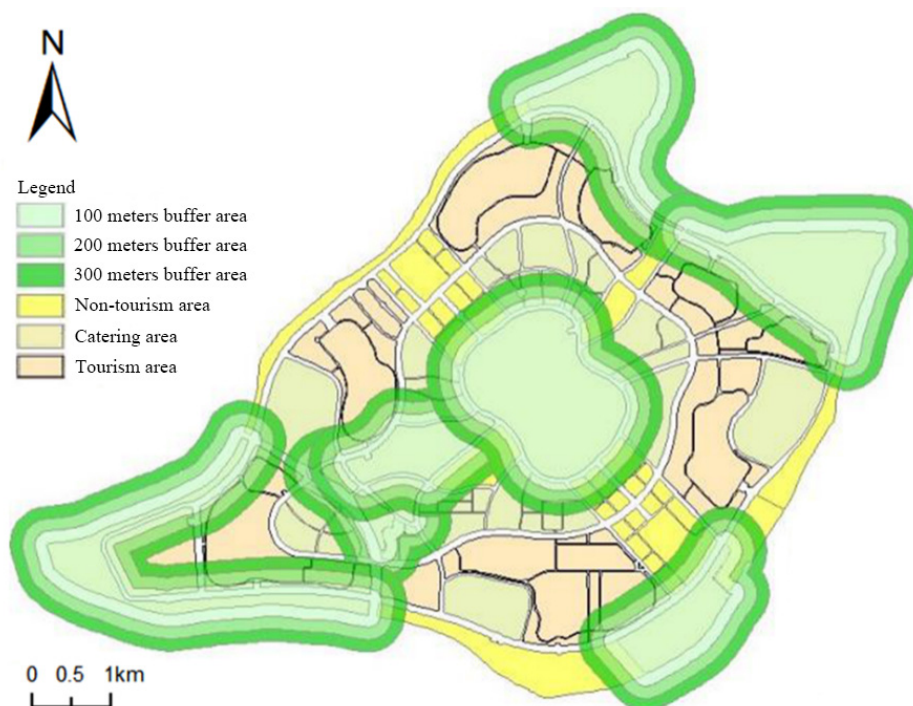 N
Legend
100 meters buffer area
200 meters buffer area
300 meters buffer area
Non-tourism area
Catering area
Tourism area
0 0.5 1km